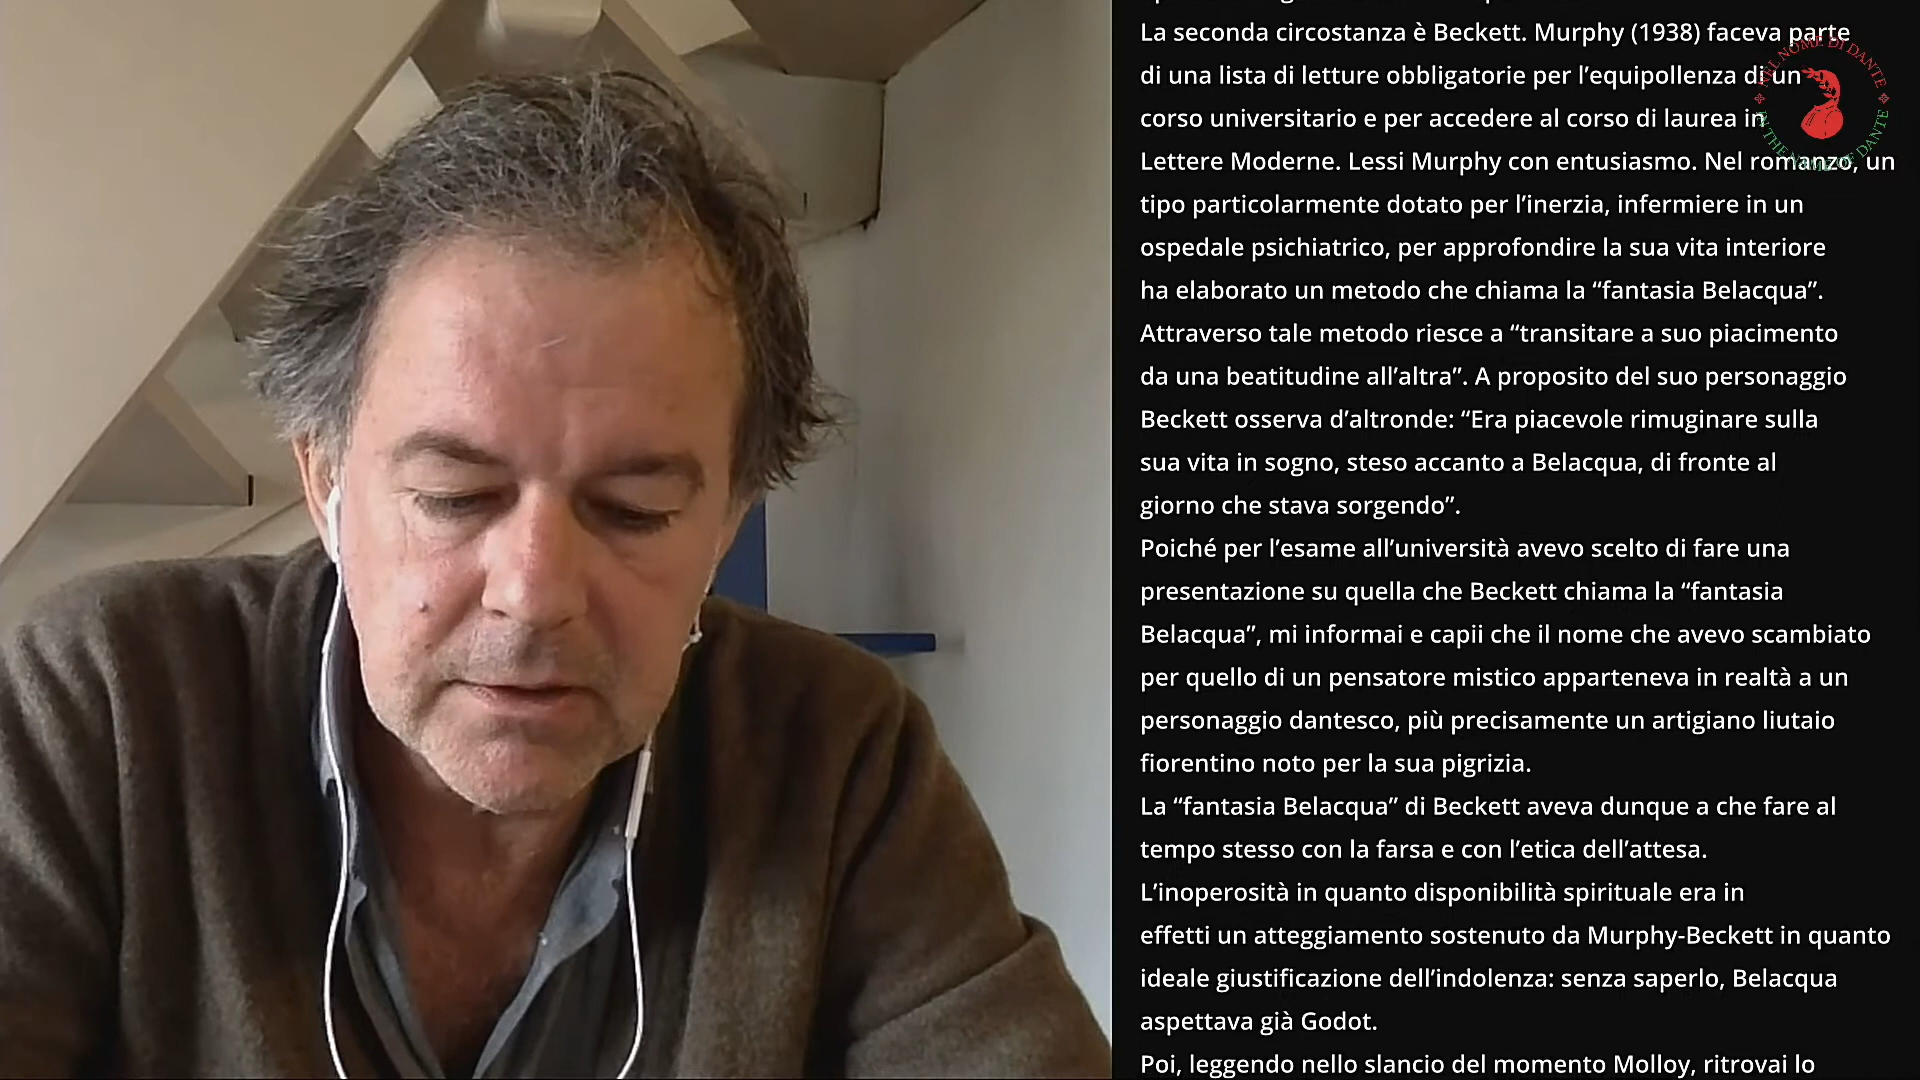 La seconda circostanza è Beckett. Murphy (1938) faceva parte
di una lista di letture obbligatorie per l’equipollenza di un
corso universitario e per accedere al corso di laurea in
Lettere Moderne. Lessi Murphy con entusiasmo. Nel romanzo, un
tipo particolarmente dotato per l’inerzia, infermiere in un
ospedale psichiatrico, per approfondire la sua vita interiore
ha elaborato un metodo che chiama la “fantasia Belacqua”.
Attraverso tale metodo riesce a “transitare a suo piacimento
da una beatitudine all’altra”. A proposito del suo personaggio
Beckett osserva d’altronde: “Era piacevole rimuginare sulla
sua vita in sogno, steso accanto a Belacqua, di fronte al
giorno che stava sorgendo”.
Poiché per l’esame all’università avevo scelto di fare una
presentazione su quella che Beckett chiama la “fantasia
Belacqua”, mi informai e capii che il nome che avevo scambiato
per quello di un pensatore mistico apparteneva in realtà a un
personaggio dantesco, più precisamente un artigiano liutaio
fiorentino noto per la sua pigrizia.
La “fantasia Belacqua” di Beckett aveva dunque a che fare al
tempo stesso con la farsa e con l’etica dell’attesa.
L’inoperosità in quanto disponibilità spirituale era in
effetti un atteggiamento sostenuto da Murphy-Beckett in quanto
ideale giustificazione dell’indolenza: senza saperlo, Belacqua
aspettava già Godot.
Poi, leggendo nello slancio del momento Molloy, ritrovai lo
NEL NOME DI DANTE
IN THE NAME OF DANTE